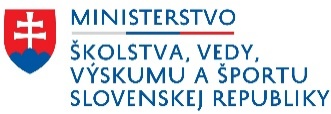 MINISTERSTVO
ŠKOLSTVA, VEDY,
VÝSKUMU A ŠPORTU
SLOVENSKEJ REPUBLIKY